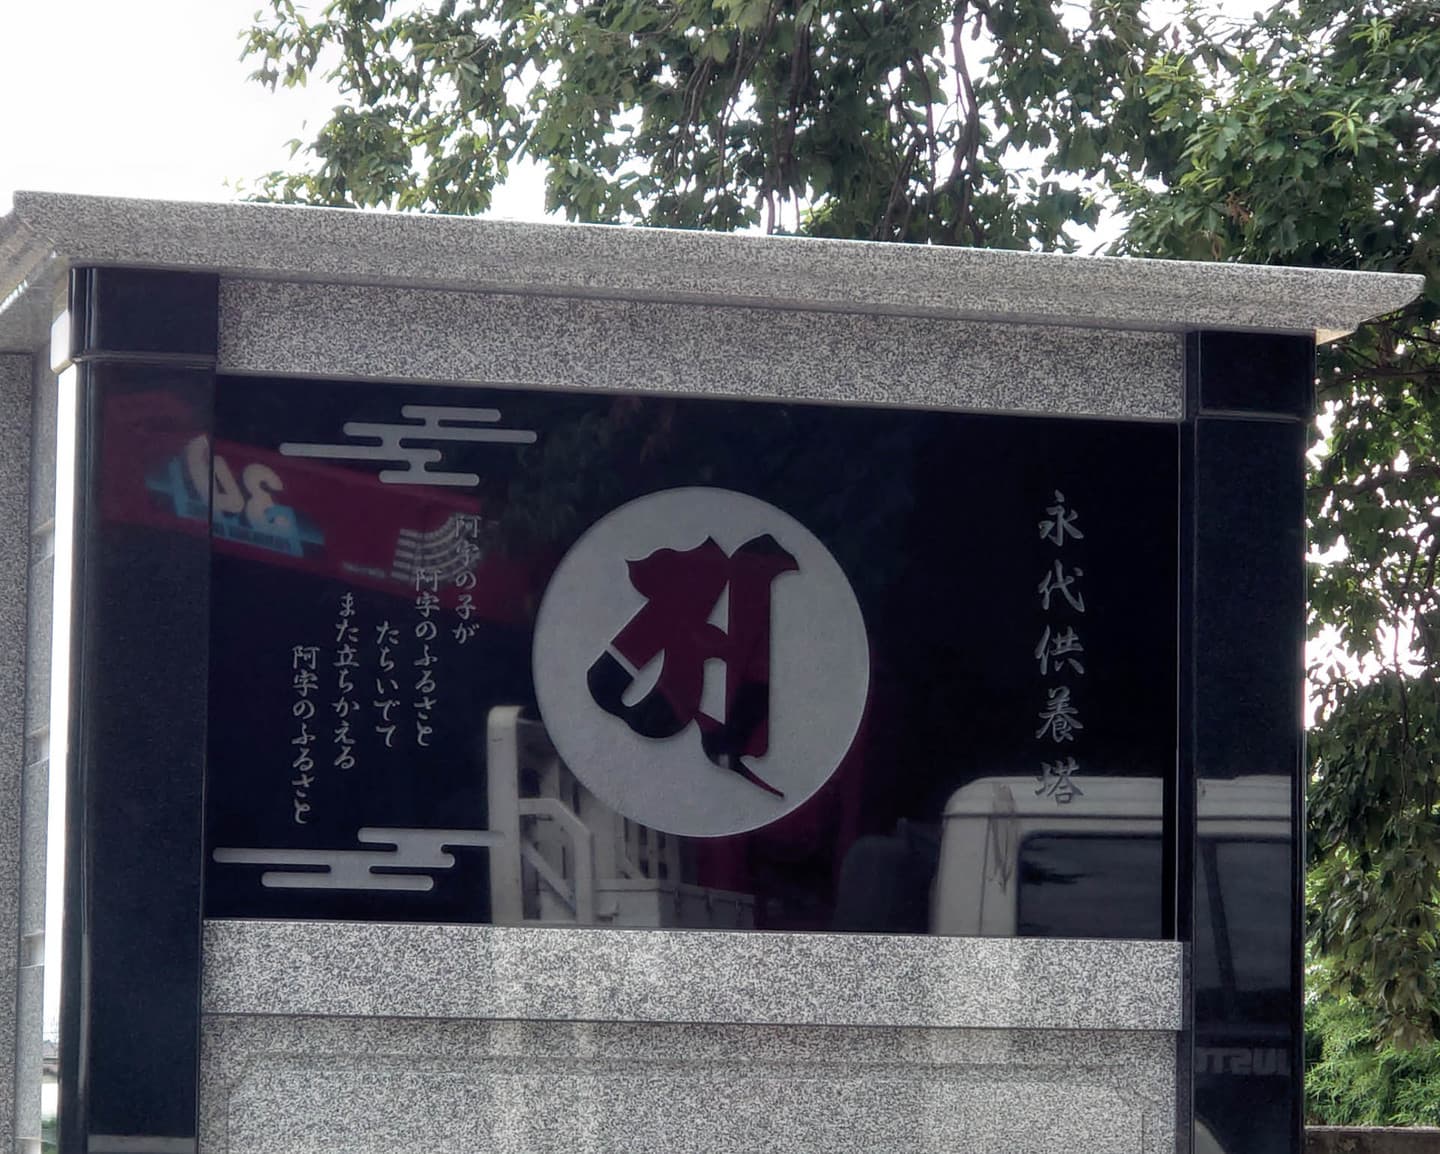 永代供養塔
阿字の子が
阿字のふるさと
たちいでて
また立ちかえる
阿字のふるさと